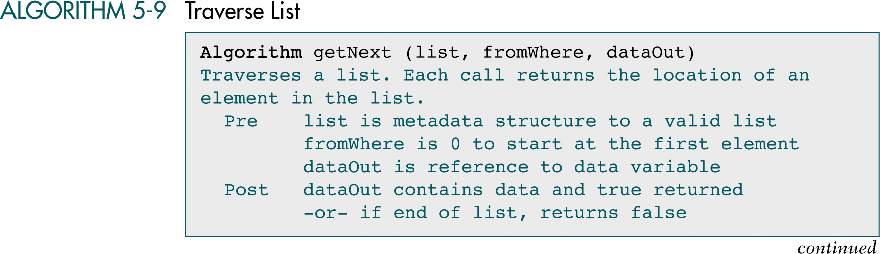 ALGORITHM 5-9 Traverse List
Algorithm getNext (list, fromWhere, dataOut)
Traverses a list. Each call returns the location of an
element in the list.
Pre list is metadata structure to a valid list
fromWhere is 0 to start at the first element
dataOut is reference to data variable
Post dataOut contains data and true returned
-or- if end of list, returns false
continued